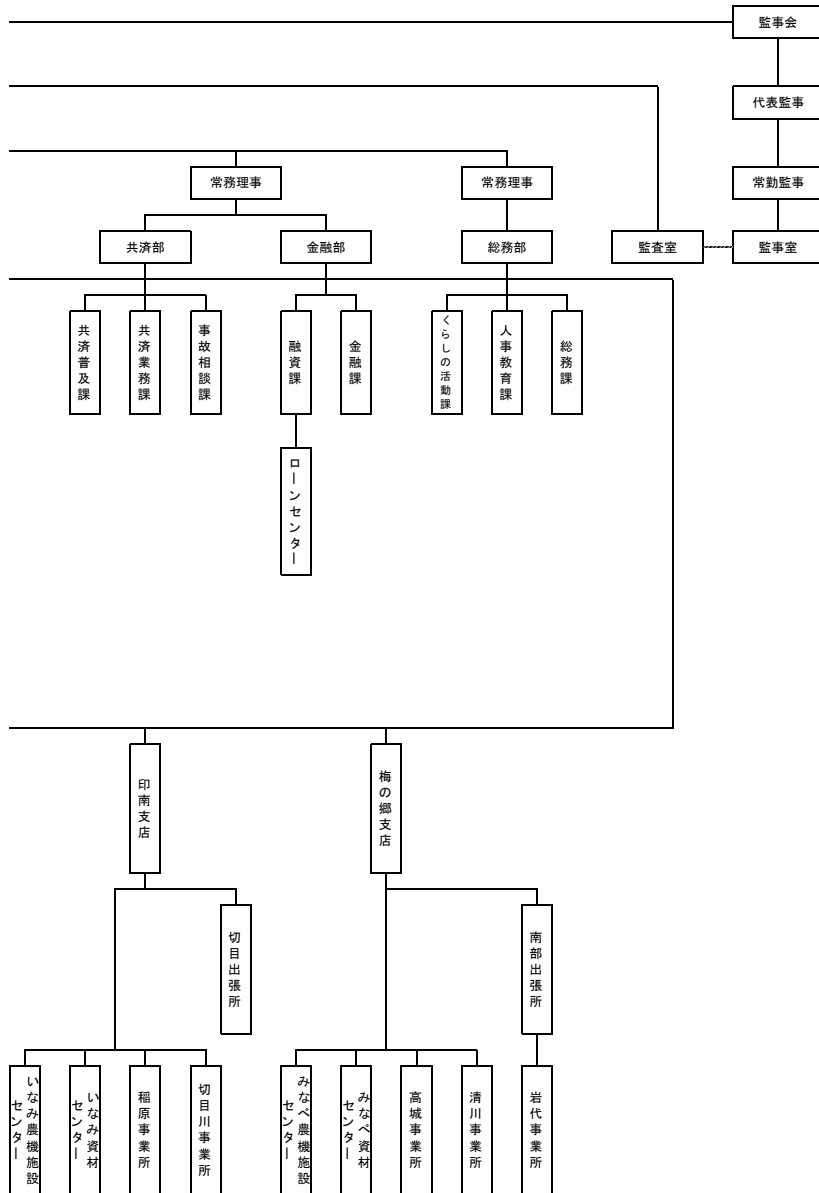 監事会
代表監事
常務理事
常務理事
常勤監事
共済部
金融部
総務部
監査室
監事室
共済普及課
共済業務課
事故相談課
融資課
金融課
くらしの活動課
人事教育課
総務課
ローンセンター
印南支店
梅の郷支店
切目出張所
南部出張所
いなみ農機施設
センター
いなみ資材
センター
稲原事業所
切目川事業所
みなべ農機施設
センター
みなべ資材
センター
高城事業所
清川事業所
岩代事業所